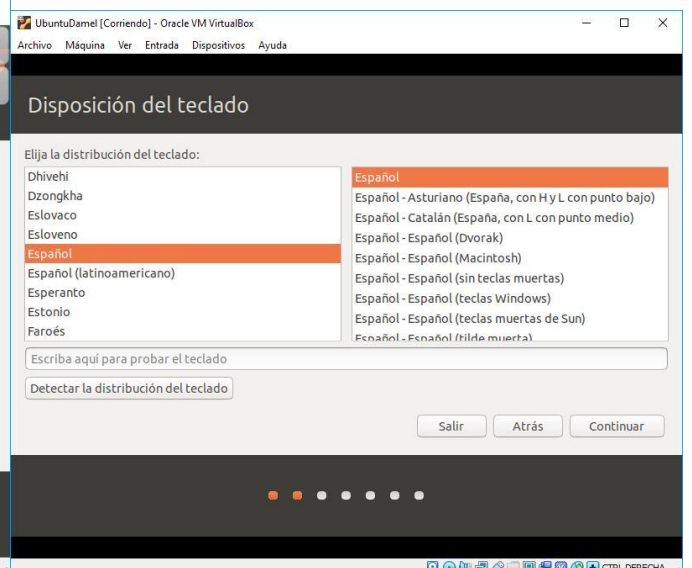 UbuntuDamel [Corriendo] - Oracle VM VirtualBox
Archivo Máquina Ver Entrada Dispositivos Ayuda
Disposición del teclado
Elija la distribución del teclado:
Dhivehi
Dzongkha
Eslovaco
Esloveno
Español
Español (latinoamericano)
Esperanto
Estonio
Faroés
Español
Español - Asturiano (España, con H y L con punto bajo)
Español - Catalán (España, con L con punto medio)
Español - Español (Dvorak)
Español - Español (Macintosh)
Español - Español (sin teclas muertas)
Español - Español (teclas Windows)
Español - Español (teclas muertas de Sun)
Español - Español (tilde muerta)
Escriba aquí para probar el teclado
Detectar la distribución del teclado
Salir Atrás Continuar
CTRL DERECHA